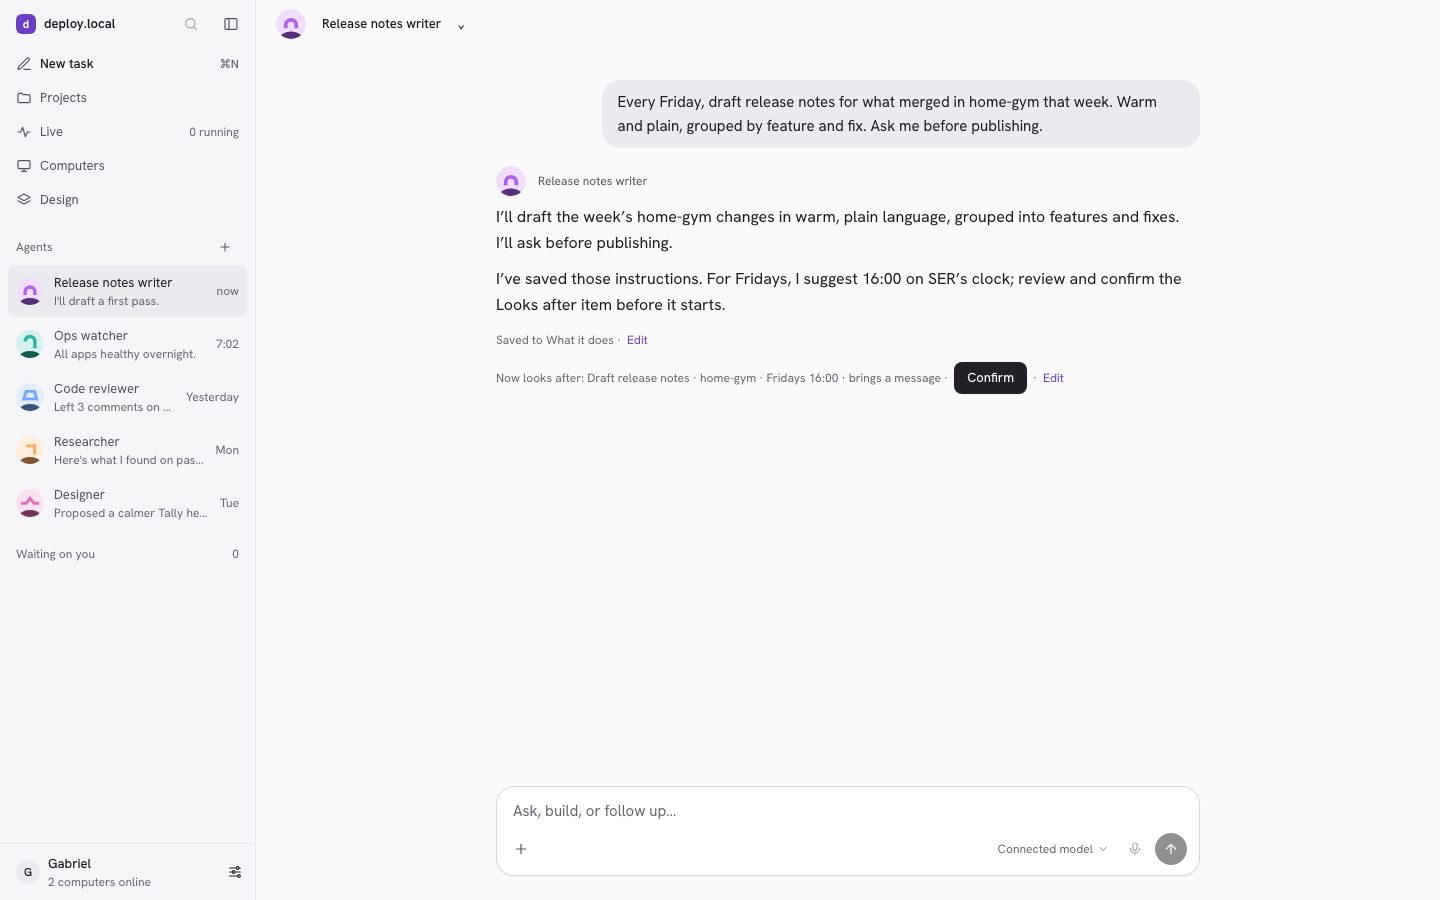 d deploy.local
New task ⌘N
Projects
Live 0 running
Computers
Design
Agents
Release notes writer
I'll draft a first pass.
now
Ops watcher
All apps healthy overnight.
7:02
Code reviewer
Left 3 comments on ...
Yesterday
Researcher
Here's what I found on pas...
Mon
Designer
Proposed a calmer Tally he...
Tue
Waiting on you 0
G
Gabriel
2 computers online
Release notes writer
Every Friday, draft release notes for what merged in home-gym that week. Warm
and plain, grouped by feature and fix. Ask me before publishing.
Release notes writer
I’ll draft the week’s home-gym changes in warm, plain language, grouped into features and fixes.
I’ll ask before publishing.
I’ve saved those instructions. For Fridays, I suggest 16:00 on SER’s clock; review and confirm the
Looks after item before it starts.
Saved to What it does · Edit
Now looks after: Draft release notes · home-gym · Fridays 16:00 · brings a message · Confirm · Edit
Ask, build, or follow up...
Connected model